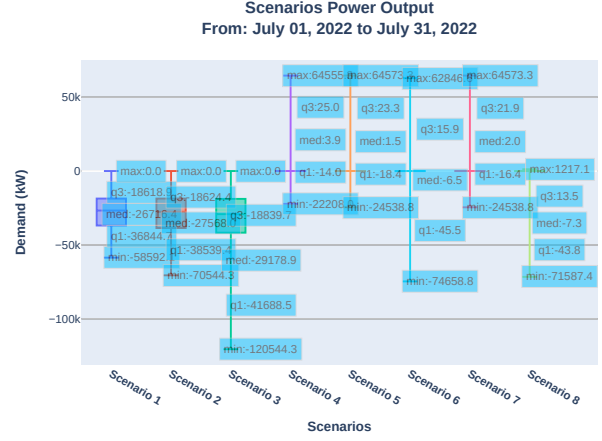 Scenarios Power Output
From: July 01, 2022 to July 31, 2022
Demand (kW)
50k
0
−50k
−100k
max:0.0
q3:-18618.9
med:-26716.4
q1:-36844.7
min:-58592.
max:0.0
q3:-18624.4
med:-27568.
q1:-38539.4
min:-70544.3
max:0.0
q3:-18839.7
med:-29178.9
q1:-41688.5
min:-120544.3
max:64555.
q3:25.0
med:3.9
q1:-14.0
min:-22208.
max:64573.3
q3:23.3
med:1.5
q1:-18.4
min:-24538.8
max:62846.
q3:15.9
med:-6.5
q1:-45.5
min:-74658.8
max:64573.3
q3:21.9
med:2.0
q1:-16.4
min:-24538.8
max:1217.1
q3:13.5
med:-7.3
q1:-43.8
min:-71587.4
Scenario 1
Scenario 2
Scenario 3
Scenario 4
Scenario 5
Scenario 6
Scenario 7
Scenario 8
Scenarios